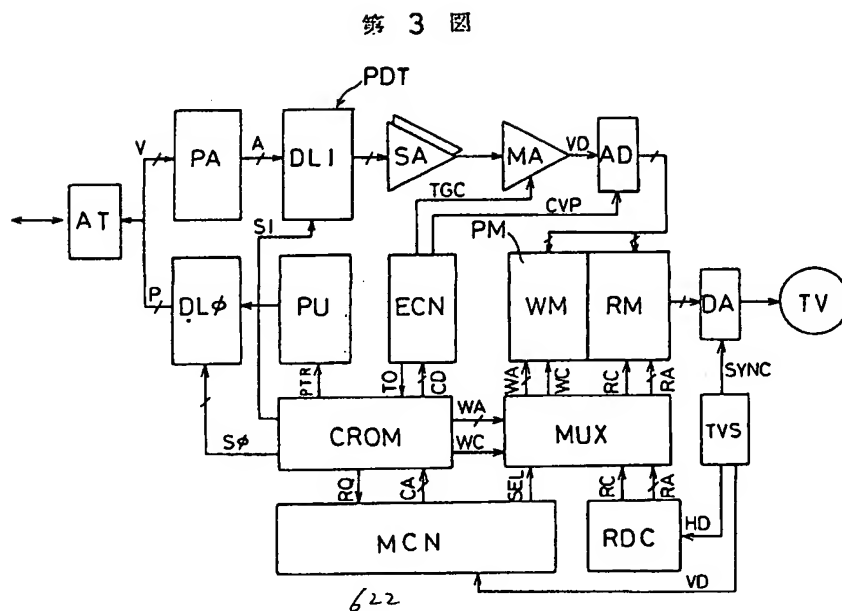 第 3 図
PDT
V
PA
A
DLI
SA
MA
VD
AD
TGC
CVP
AT
SI
PM
P
DLφ
PU
ECN
WM
RM
DA
TV
PTR
TO
CD
WA
WC
RC
RA
SYNC
Sφ
CROM
WA
WC
MUX
TVS
RQ
CA
SEL
RC
RA
MCN
RDC
HD
VD
622